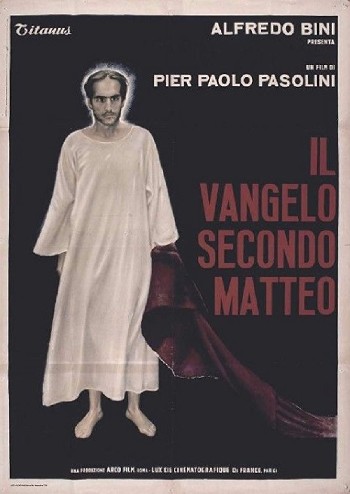 Titanus
ALFREDO BINI
PRESENTA
UN FILM DI
PIER PAOLO PASOLINI
IL
VANGELO
SECONDO
MATTEO
UNA PRODUZIONE ARCO FILM, ROMA - LUX CIE CINEMATOGRAPHIQUE DE FRANCE, PARIGI